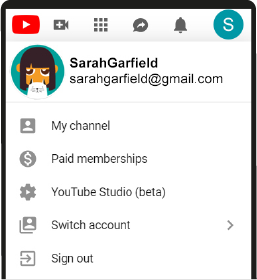 S
SarahGarfield
sarahgarfield@gmail.com
My channel
Paid memberships
YouTube Studio (beta)
Switch account
Sign out